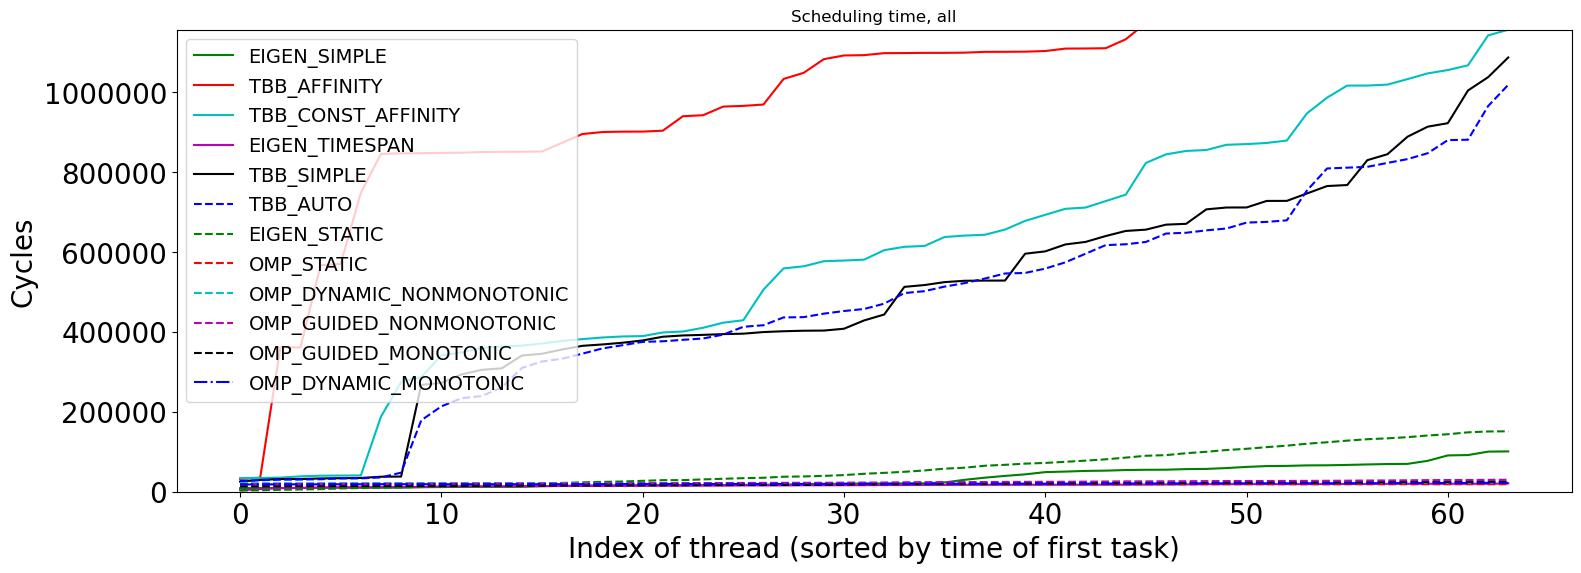 Scheduling time, all
Cycles
1000000
800000
600000
400000
200000
0
EIGEN_SIMPLE
TBB_AFFINITY
TBB_CONST_AFFINITY
EIGEN_TIMESPAN
TBB_SIMPLE
TBB_AUTO
EIGEN_STATIC
OMP_STATIC
OMP_DYNAMIC_NONMONOTONIC
OMP_GUIDED_NONMONOTONIC
OMP_GUIDED_MONOTONIC
OMP_DYNAMIC_MONOTONIC
0 10 20 30 40 50 60
Index of thread (sorted by time of first task)